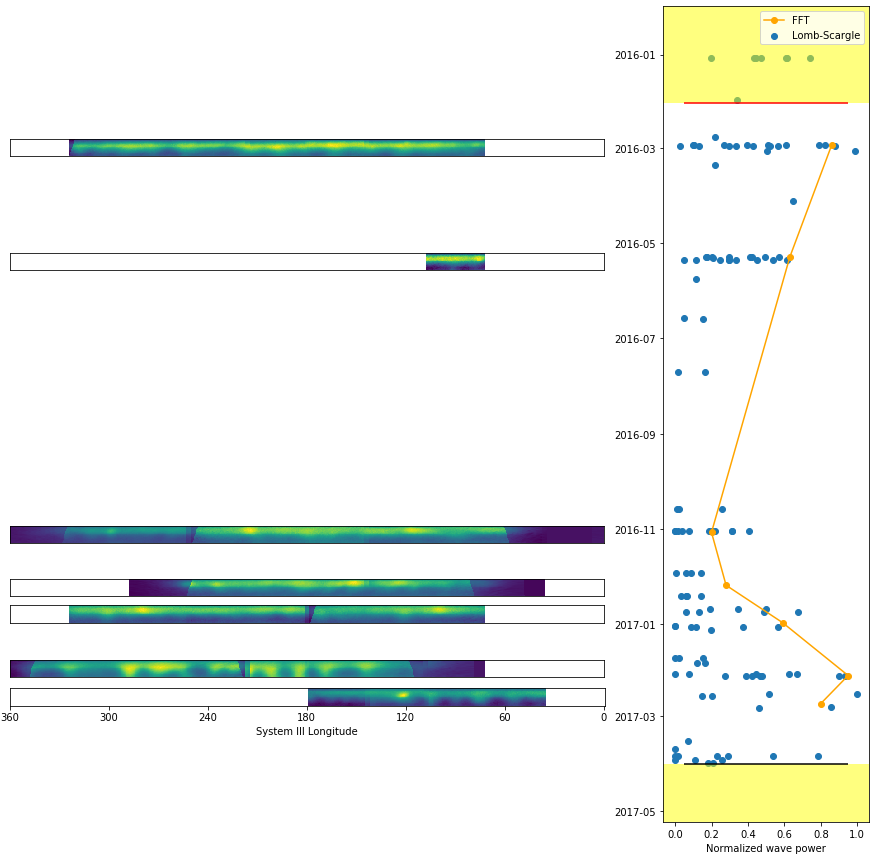 FFT
Lomb-Scargle
2016-01
2016-03
2016-05
2016-07
2016-09
2016-11
2017-01
2017-03
2017-05
360 300 240 180 120 60 0
System III Longitude
0.0 0.2 0.4 0.6 0.8 1.0
Normalized wave power